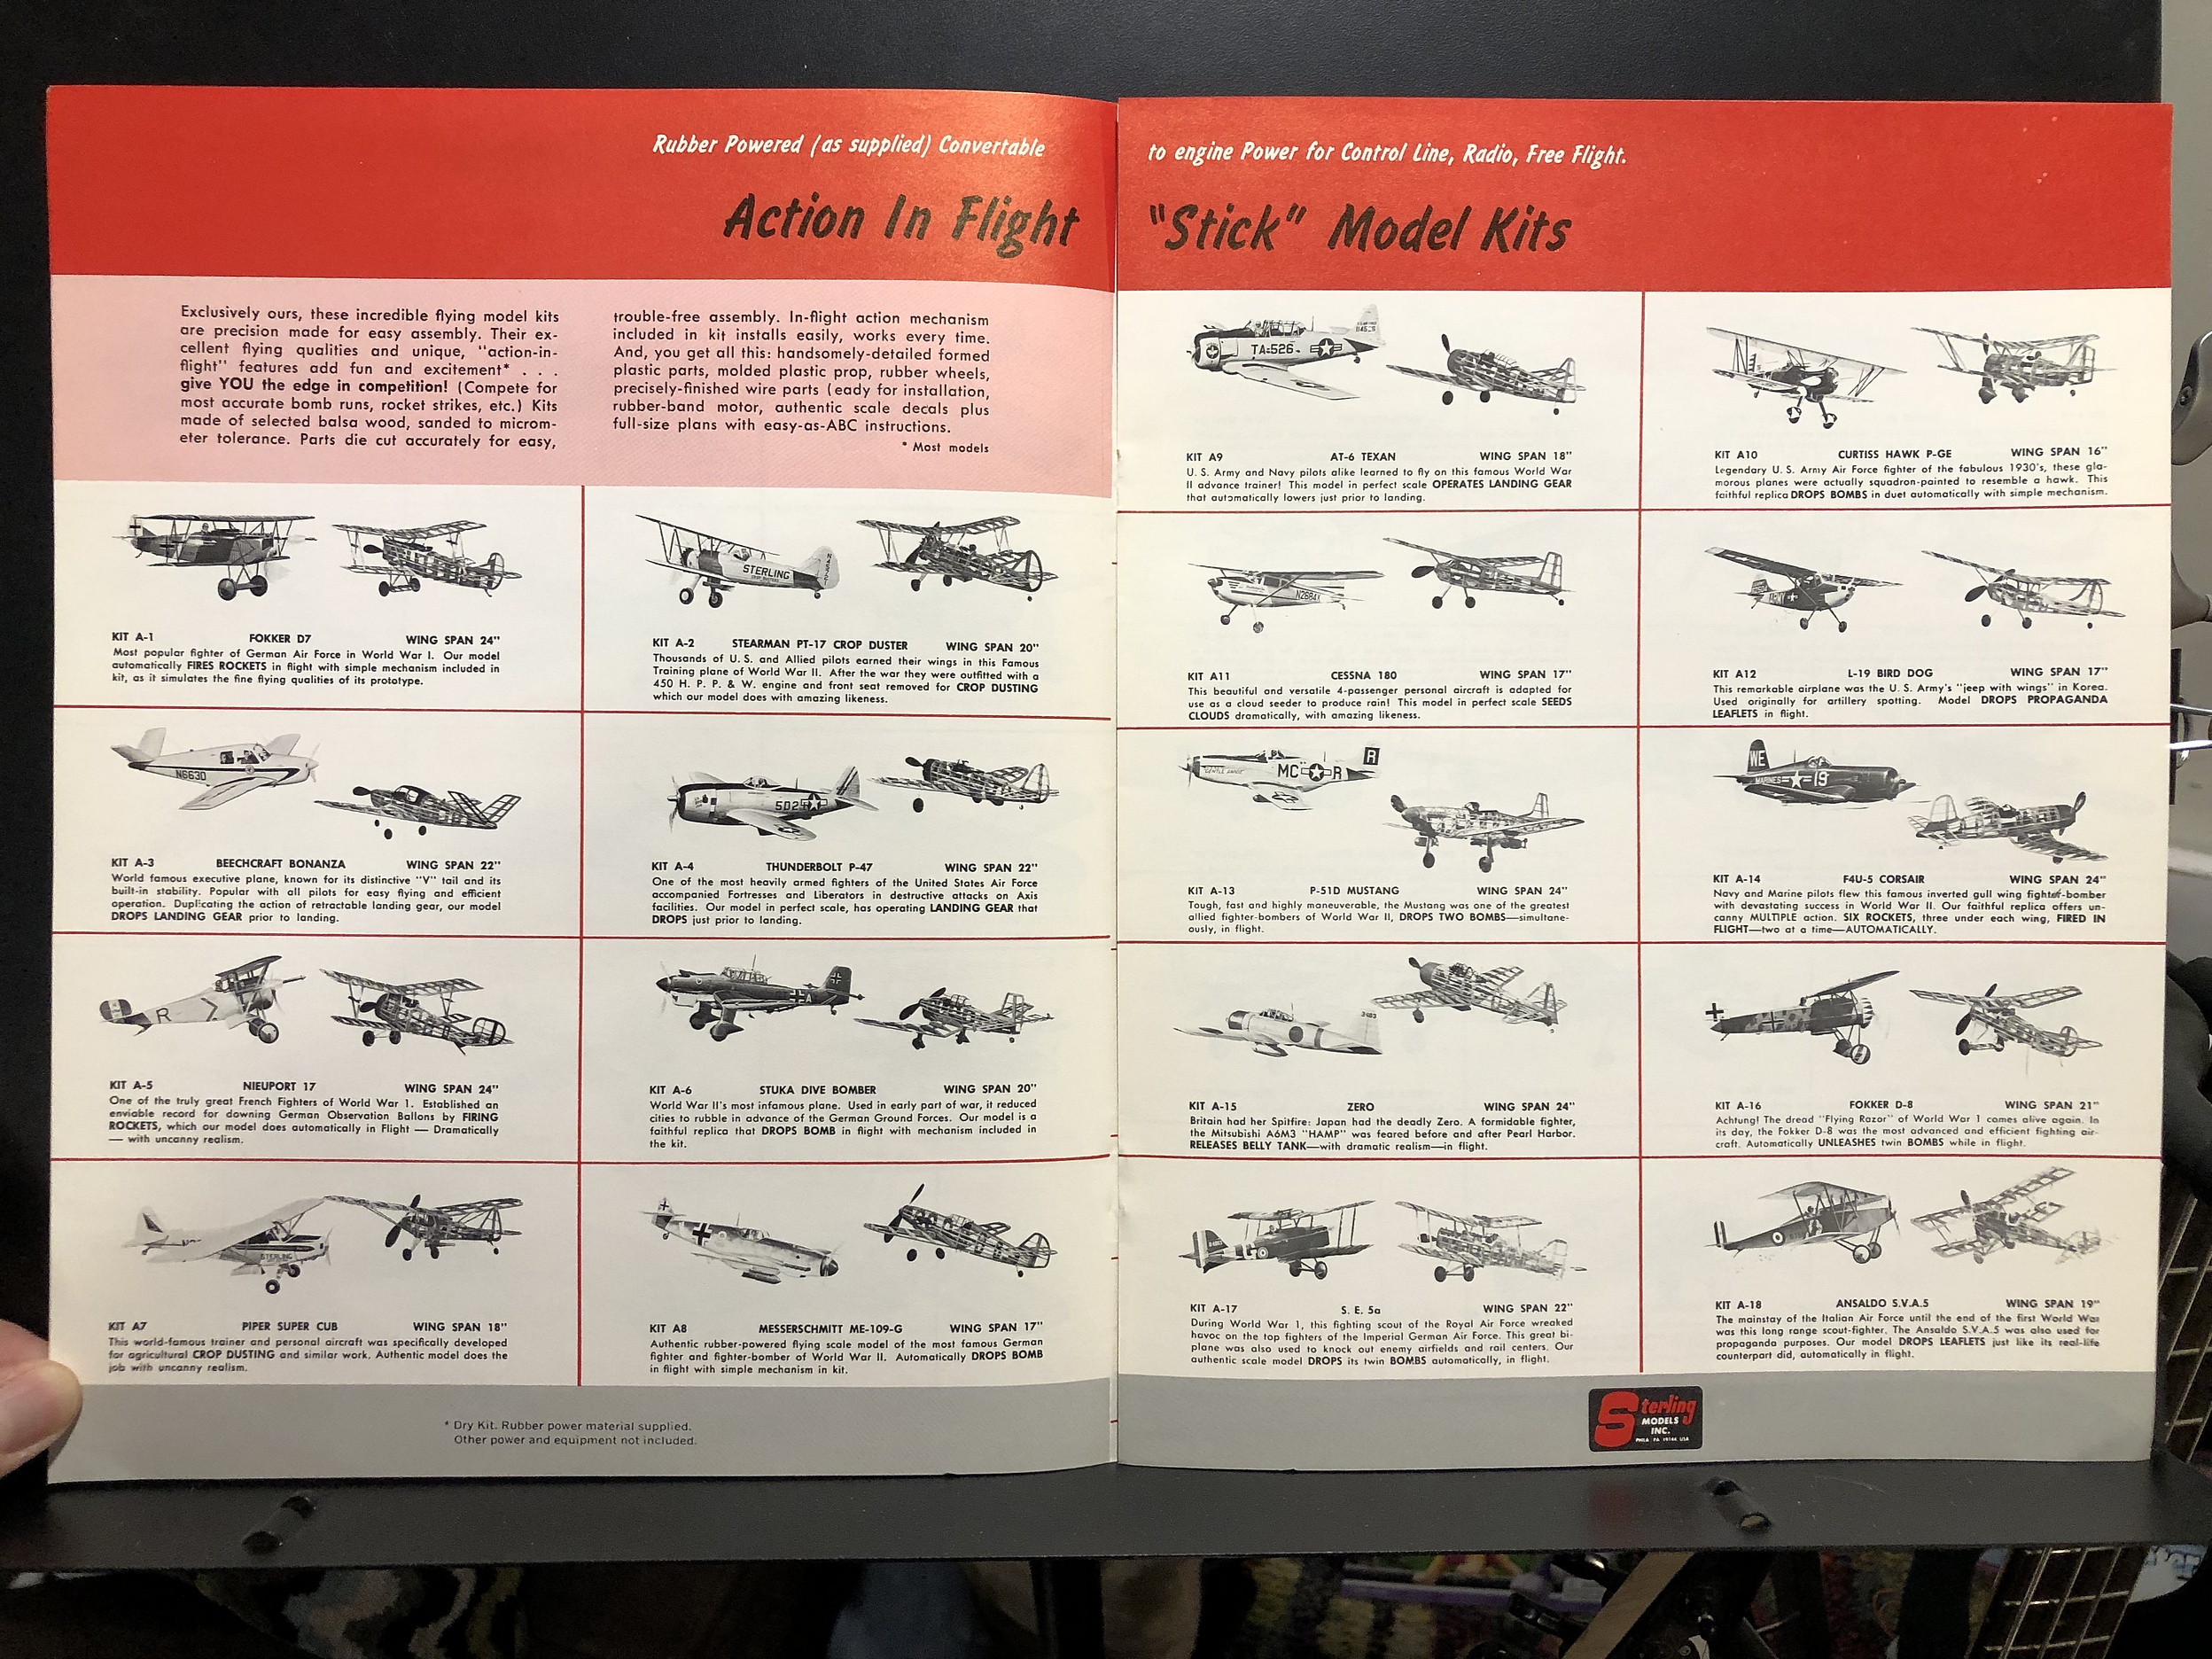 Rubber Powered (as supplied) Convertable
Action In Flight
Exclusively ours, these incredible flying model kits
are precision made for easy assembly. Their ex-
cellent flying qualities and unique, "action-in-
flight" features add fun and excitement* . . .
give YOU the edge in competition! (Compete for
most accurate bomb runs, rocket strikes, etc.) Kits
made of selected balsa wood, sanded to microm-
eter tolerance. Parts die cut accurately for easy,
trouble-free assembly. In-flight action mechanism
included in kit installs easily, works every time.
And, you get all this: handsomely-detailed formed
plastic parts, molded plastic prop, rubber wheels,
precisely-finished wire parts (eady for installation,
rubber-band motor, authentic scale decals plus
full-size plans with easy-as-ABC instructions.
* Most models
KIT A-1 FOKKER D7 WING SPAN 24"
Most popular fighter of German Air Force in World War I. Our model
automatically FIRES ROCKETS in flight with simple mechanism included in
kit, as it simulates the fine flying qualities of its prototype.
STERLING
KIT A-2 STEARMAN PT-17 CROP DUSTER WING SPAN 20"
Thousands of U. S. and Allied pilots earned their wings in this Famous
Training plane of World War II. After the war they were outfitted with a
450 H. P. P. & W. engine and front seat removed for CROP DUSTING
which our model does with amazing likeness.
N663D
KIT A-3 BEECHCRAFT BONANZA WING SPAN 22"
World famous executive plane, known for its distinctive "V" tail and its
built-in stability. Popular with all pilots for easy flying and efficient
operation. Duplicating the action of retractable landing gear, our model
DROPS LANDING GEAR prior to landing.
KIT A-4 THUNDERBOLT P-47 WING SPAN 22"
One of the most heavily armed fighters of the United States Air Force
accompanied Fortresses and Liberators in destructive attacks on Axis
facilities. Our model in perfect scale, has operating LANDING GEAR that
DROPS just prior to landing.
R
KIT A-5 NIEUPORT 17 WING SPAN 24"
One of the truly great French Fighters of World War 1. Established an
enviable record for downing German Observation Ballons by FIRING
ROCKETS, which our model does automatically in Flight — Dramatically
— with uncanny realism.
A
KIT A-6 STUKA DIVE BOMBER WING SPAN 20"
World War II's most infamous plane. Used in early part of war, it reduced
cities to rubble in advance of the German Ground Forces. Our model is a
faithful replica that DROPS BOMB in flight with mechanism included in
the kit.
STERLING
KIT A7 PIPER SUPER CUB WING SPAN 18"
This world-famous trainer and personal aircraft was specifically developed
for agricultural CROP DUSTING and similar work. Authentic model does the
job with uncanny realism.
KIT A8 MESSERSCHMITT ME-109-G WING SPAN 17"
Authentic rubber-powered flying scale model of the most famous German
fighter and fighter-bomber of World War II. Automatically DROPS BOMB
in flight with simple mechanism in kit.
* Dry Kit. Rubber power material supplied.
Other power and equipment not included.
to engine Power for Control Line, Radio, Free Flight.
"Stick" Model Kits
TA-526
KIT A9 AT-6 TEXAN WING SPAN 18"
U. S. Army and Navy pilots alike learned to fly on this famous World War
II advance trainer! This model in perfect scale OPERATES LANDING GEAR
that automatically lowers just prior to landing.
KIT A10 CURTISS HAWK P-GE WING SPAN 16"
Legendary U. S. Army Air Force fighter of the fabulous 1930's, these gla-
morous planes were actually squadron-painted to resemble a hawk. This
faithful replica DROPS BOMBS in duet automatically with simple mechanism.
KIT A11 CESSNA 180 WING SPAN 17"
This beautiful and versatile 4-passenger personal aircraft is adapted for
use as a cloud seeder to produce rain! This model in perfect scale SEEDS
CLOUDS dramatically, with amazing likeness.
ARMY
KIT A12 L-19 BIRD DOG WING SPAN 17"
This remarkable airplane was the U. S. Army's "jeep with wings" in Korea.
Used originally for artillery spotting. Model DROPS PROPAGANDA
LEAFLETS in flight.
MC R
R
KIT A-13 P-51D MUSTANG WING SPAN 24"
Tough, fast and highly maneuverable, the Mustang was one of the greatest
allied fighter-bombers of World War II, DROPS TWO BOMBS—simultane-
ously, in flight.
WE
MARINES 19
KIT A-14 F4U-5 CORSAIR WING SPAN 24"
Navy and Marine pilots flew this famous inverted gull wing fighter-bomber
with devastating success in World War II. Our faithful replica offers un-
canny MULTIPLE action. SIX ROCKETS, three under each wing, FIRED IN
FLIGHT—two at a time—AUTOMATICALLY.
KIT A-15 ZERO WING SPAN 24"
Britain had her Spitfire: Japan had the deadly Zero. A formidable fighter,
the Mitsubishi A6M3 "HAMP" was feared before and after Pearl Harbor.
RELEASES BELLY TANK—with dramatic realism—in flight.
KIT A-16 FOKKER D-8 WING SPAN 21"
Achtung! The dread "Flying Razor" of World War 1 comes alive again. In
its day, the Fokker D-8 was the most advanced and efficient fighting air-
craft. Automatically UNLEASHES twin BOMBS while in flight.
G
KIT A-17 S. E. 5a WING SPAN 22"
During World War 1, this fighting scout of the Royal Air Force wreaked
havoc on the top fighters of the Imperial German Air Force. This great bi-
plane was also used to knock out enemy airfields and rail centers. Our
authentic scale model DROPS its twin BOMBS automatically, in flight.
KIT A-18 ANSALDO S.V.A.5 WING SPAN 19"
The mainstay of the Italian Air Force until the end of the first World War
was this long range scout-fighter. The Ansaldo S.V.A.5 was also used for
propaganda purposes. Our model DROPS LEAFLETS just like its real-life
counterpart did, automatically in flight.
Sterling
MODELS
INC.
PHILA PA 19144 USA